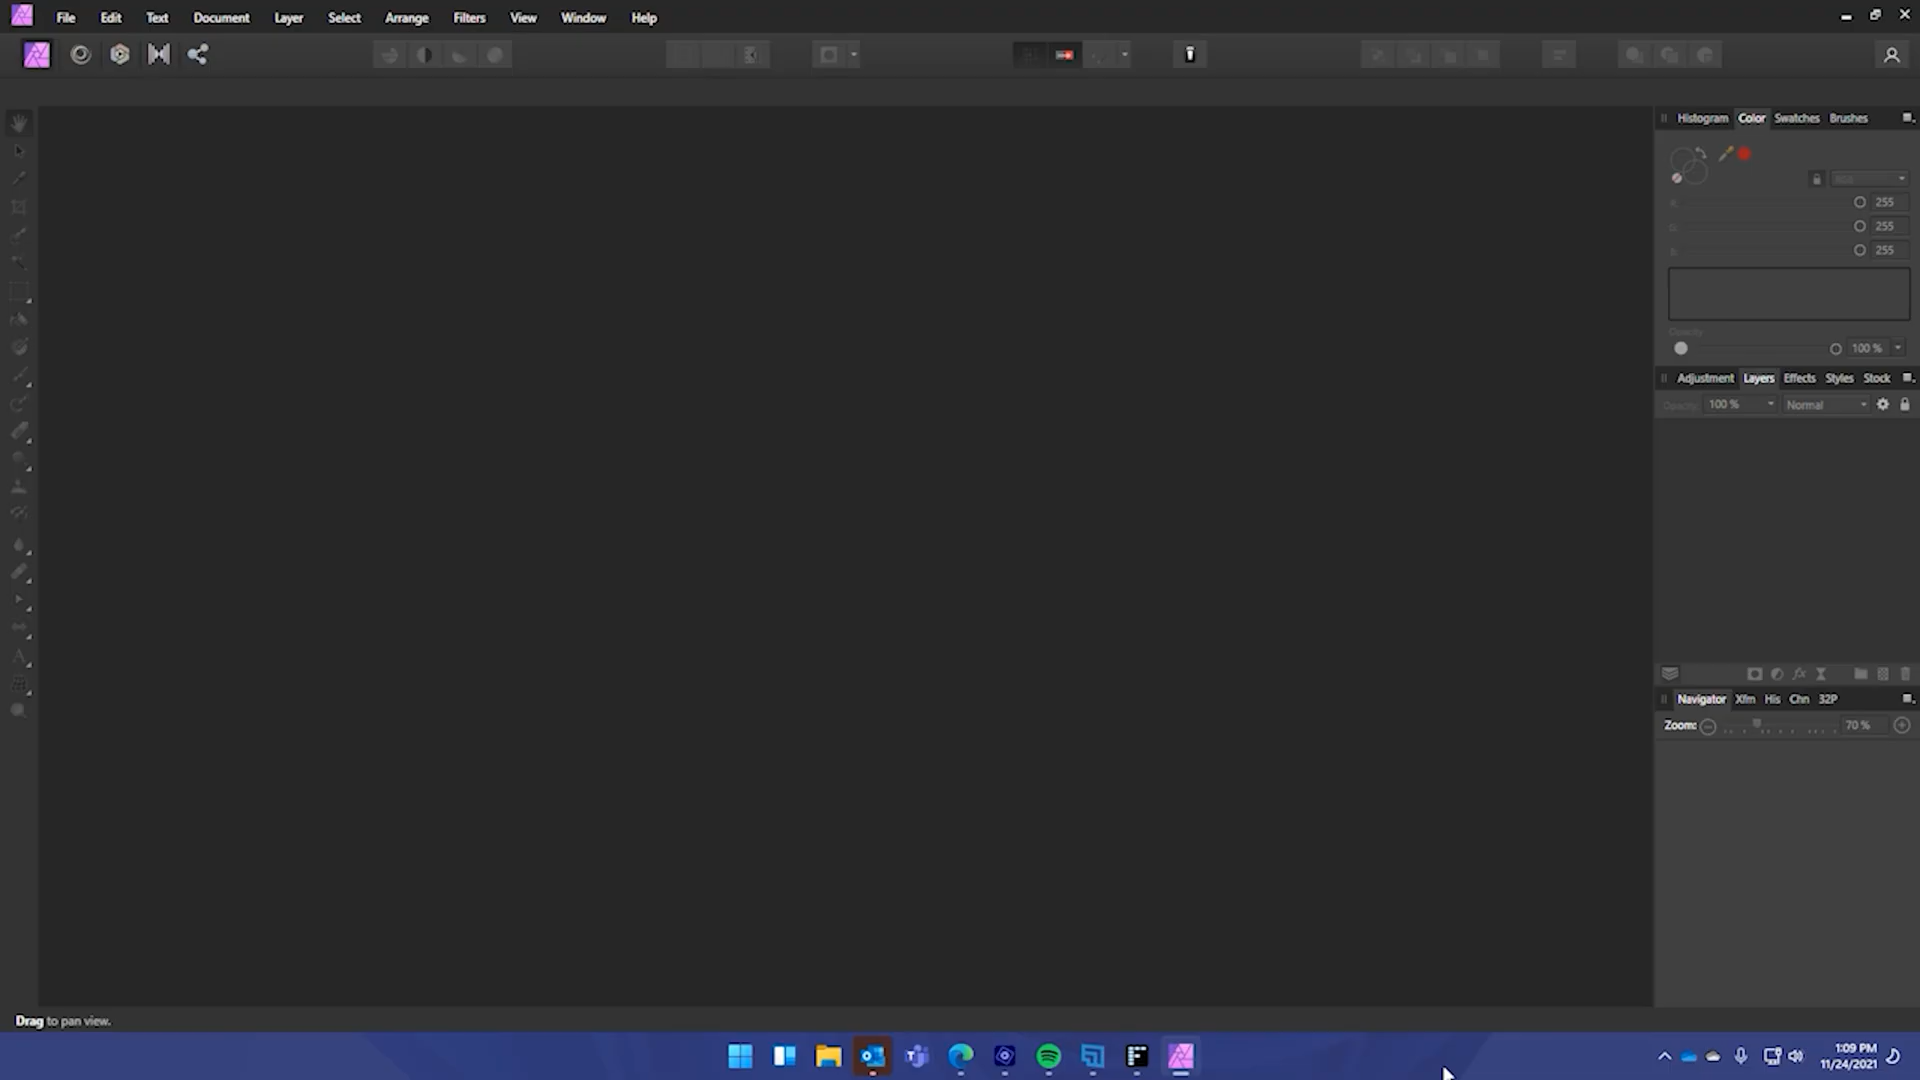 File Edit Text Document Layer Select Arrange Filters View Window Help
Histogram Color Swatches Brushes
255
255
255
Opacity
100 %
Adjustment Layers Effects Styles Stock
Opacity: 100 % Normal
Navigator Xfm His Chn 32P
Zoom: 70 %
Drag to pan view.
1:09 PM
11/24/2021